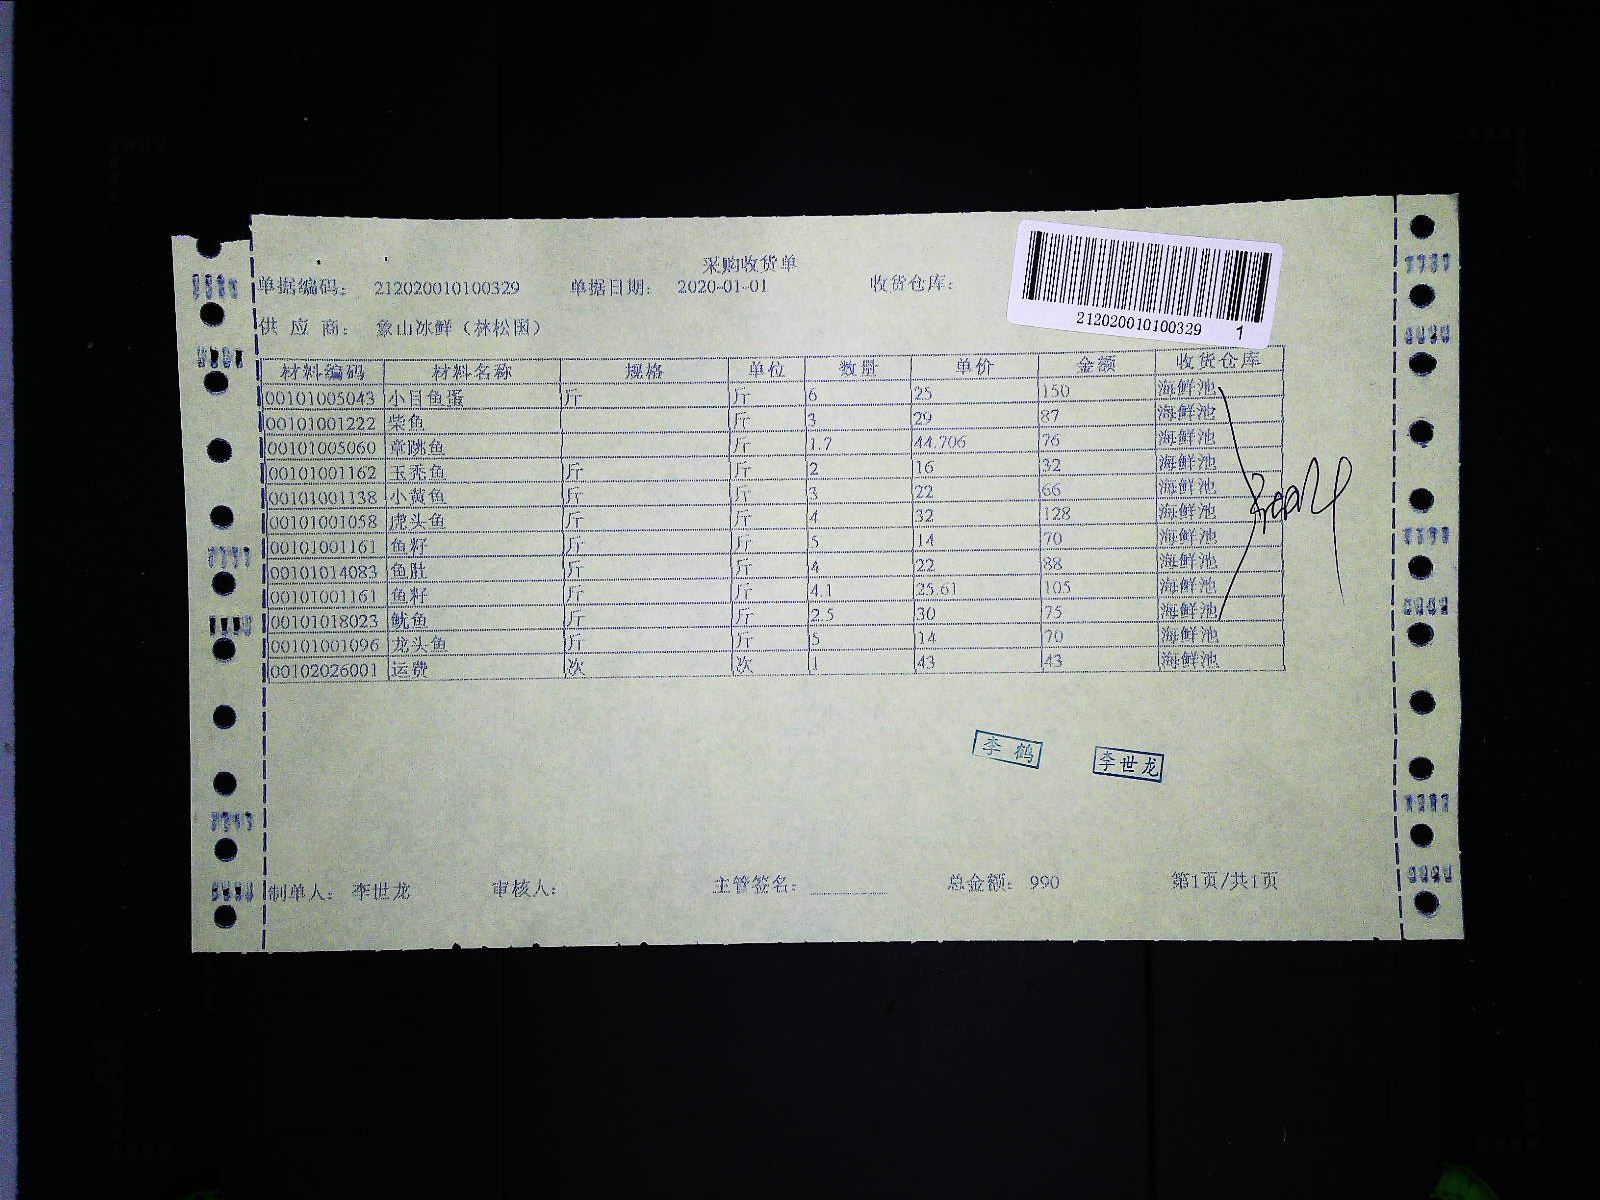 采购收货单
单据编码： 212020010100329 单据日期： 2020-01-01 收货仓库：
212020010100329 1
供 应 商： 象山冰鲜（林松国）
材料编码 材料名称 规格 单位 数量 单价 金额 收货仓库
00101005043 小目鱼蛋 斤 斤 6 25 150 海鲜池
00101001222 柴鱼 斤 3 29 87 海鲜池
00101005060 章跳鱼 斤 1.7 44.706 76 海鲜池
00101001162 玉秃鱼 斤 斤 2 16 32 海鲜池
00101001138 小黄鱼 斤 斤 3 22 66 海鲜池
00101001058 虎头鱼 斤 斤 4 32 128 海鲜池
00101001161 鱼籽 斤 斤 5 14 70 海鲜池
00101014083 鱼肚 斤 斤 4 22 88 海鲜池
00101001161 鱼籽 斤 斤 4.1 25.61 105 海鲜池
00101018023 鱿鱼 斤 斤 2.5 30 75 海鲜池
00101001096 龙头鱼 斤 斤 5 14 70 海鲜池
00102026001 运费 次 次 1 43 43 海鲜池
李鹤 李世龙
制单人： 李世龙 审核人： 主管签名： 总金额： 990 第1页/共1页